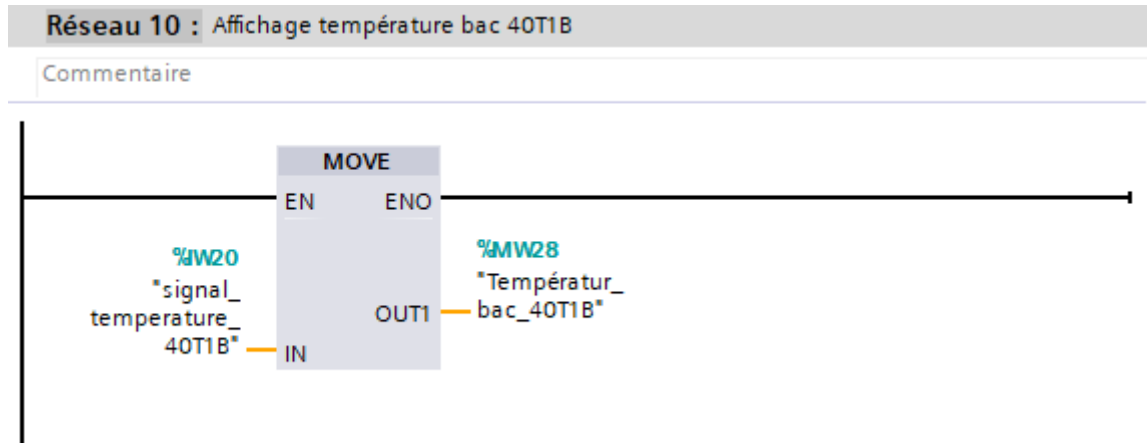 Réseau 10 : Affichage température bac 40T1B
Commentaire
MOVE
EN ENO
%IW20
"signal_
temperature_
40T1B"
IN
%MW28
"Températur_
bac_40T1B"
OUT1